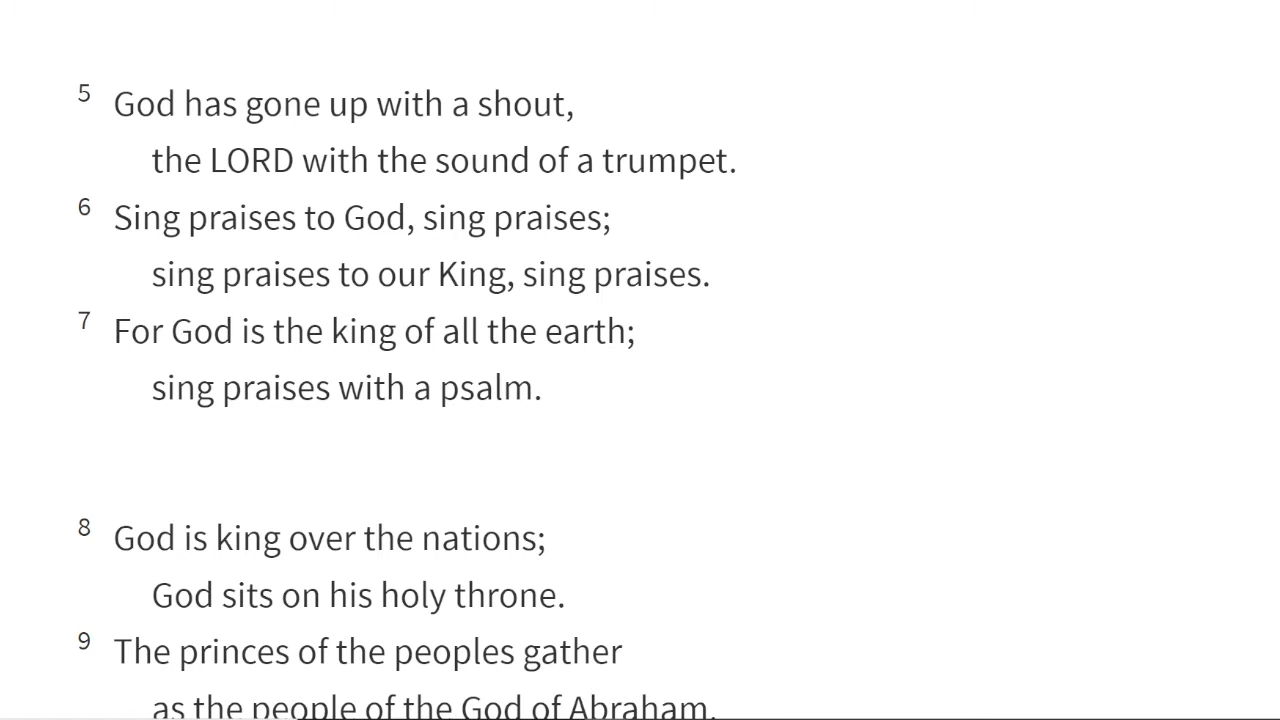 5 God has gone up with a shout,
the LORD with the sound of a trumpet.
6 Sing praises to God, sing praises;
sing praises to our King, sing praises.
7 For God is the king of all the earth;
sing praises with a psalm.
8 God is king over the nations;
God sits on his holy throne.
9 The princes of the peoples gather
as the people of the God of Abraham.